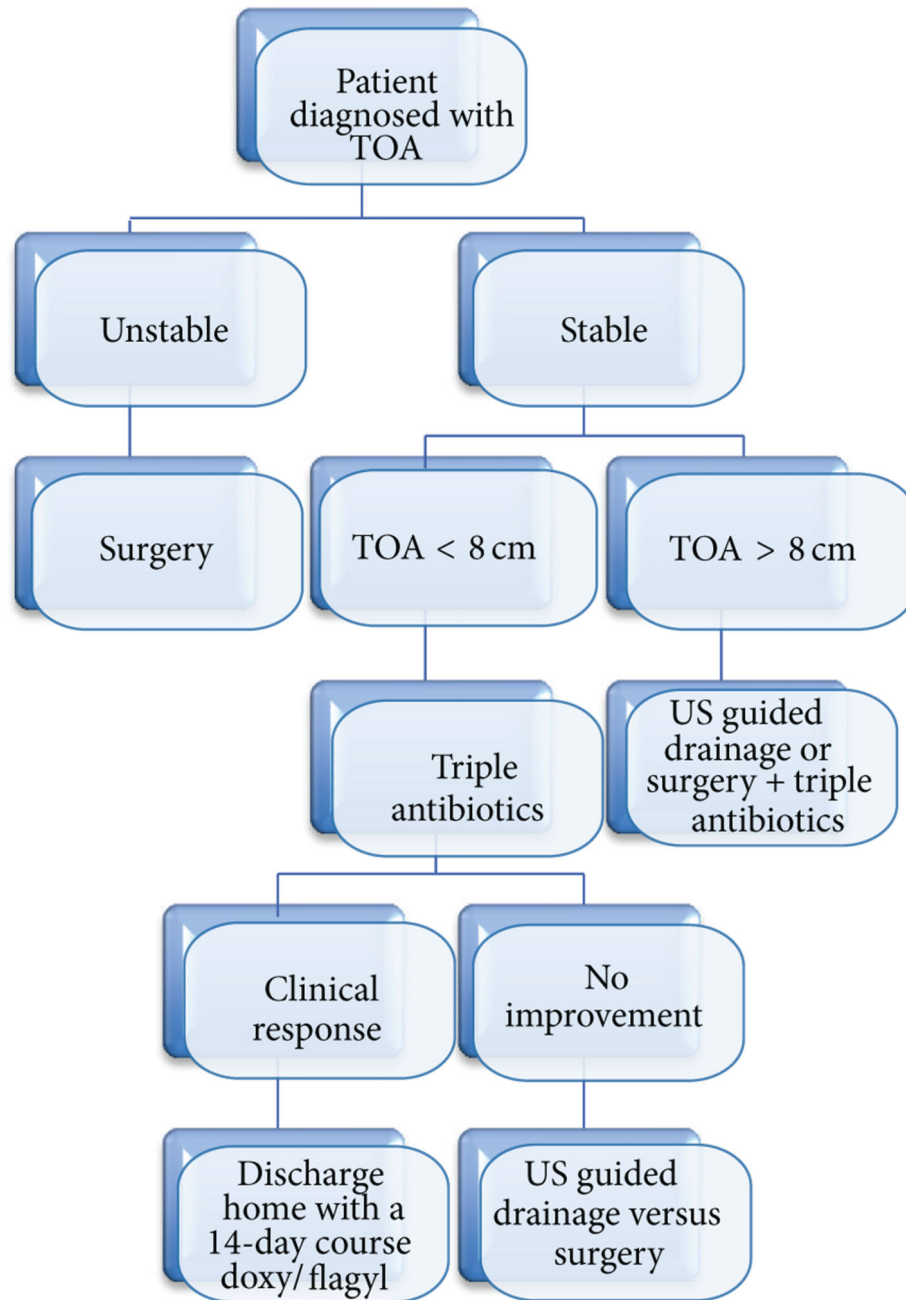 Patient
diagnosed with
TOA
Unstable
Stable
Surgery
TOA < 8 cm
TOA > 8 cm
Triple
antibiotics
US guided
drainage or
surgery + triple
antibiotics
Clinical
response
No
improvement
Discharge
home with a
14-day course
doxy/flagyl
US guided
drainage versus
surgery